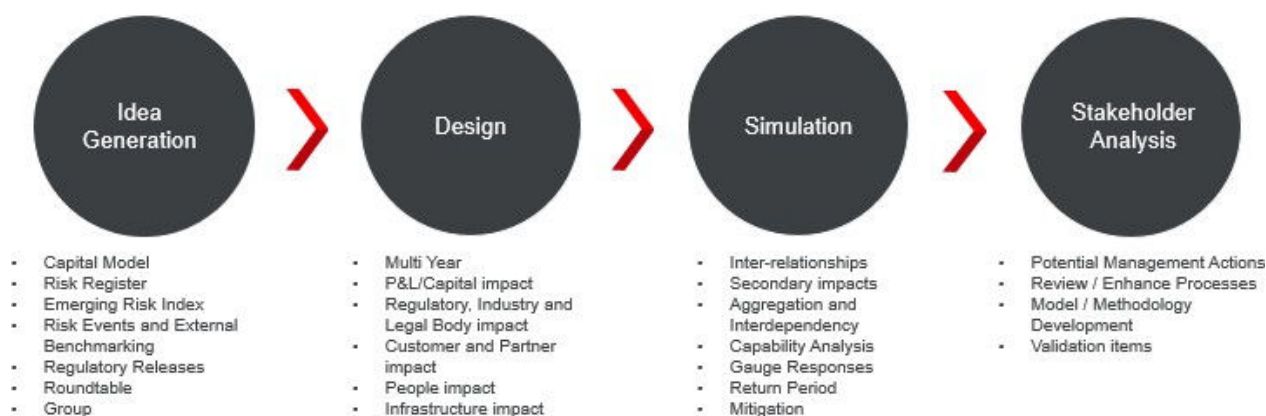 Idea
Generation
Design
Simulation
Stakeholder
Analysis
Capital Model
Risk Register
Emerging Risk Index
Risk Events and External
Benchmarking
Regulatory Releases
Roundtable
Group
Multi Year
P&L/Capital impact
Regulatory, Industry and
Legal Body impact
Customer and Partner
impact
People impact
Infrastructure impact
Inter-relationships
Secondary impacts
Aggregation and
Interdependency
Capability Analysis
Gauge Responses
Return Period
Mitigation
Potential Management Actions
Review / Enhance Processes
Model / Methodology
Development
Validation items